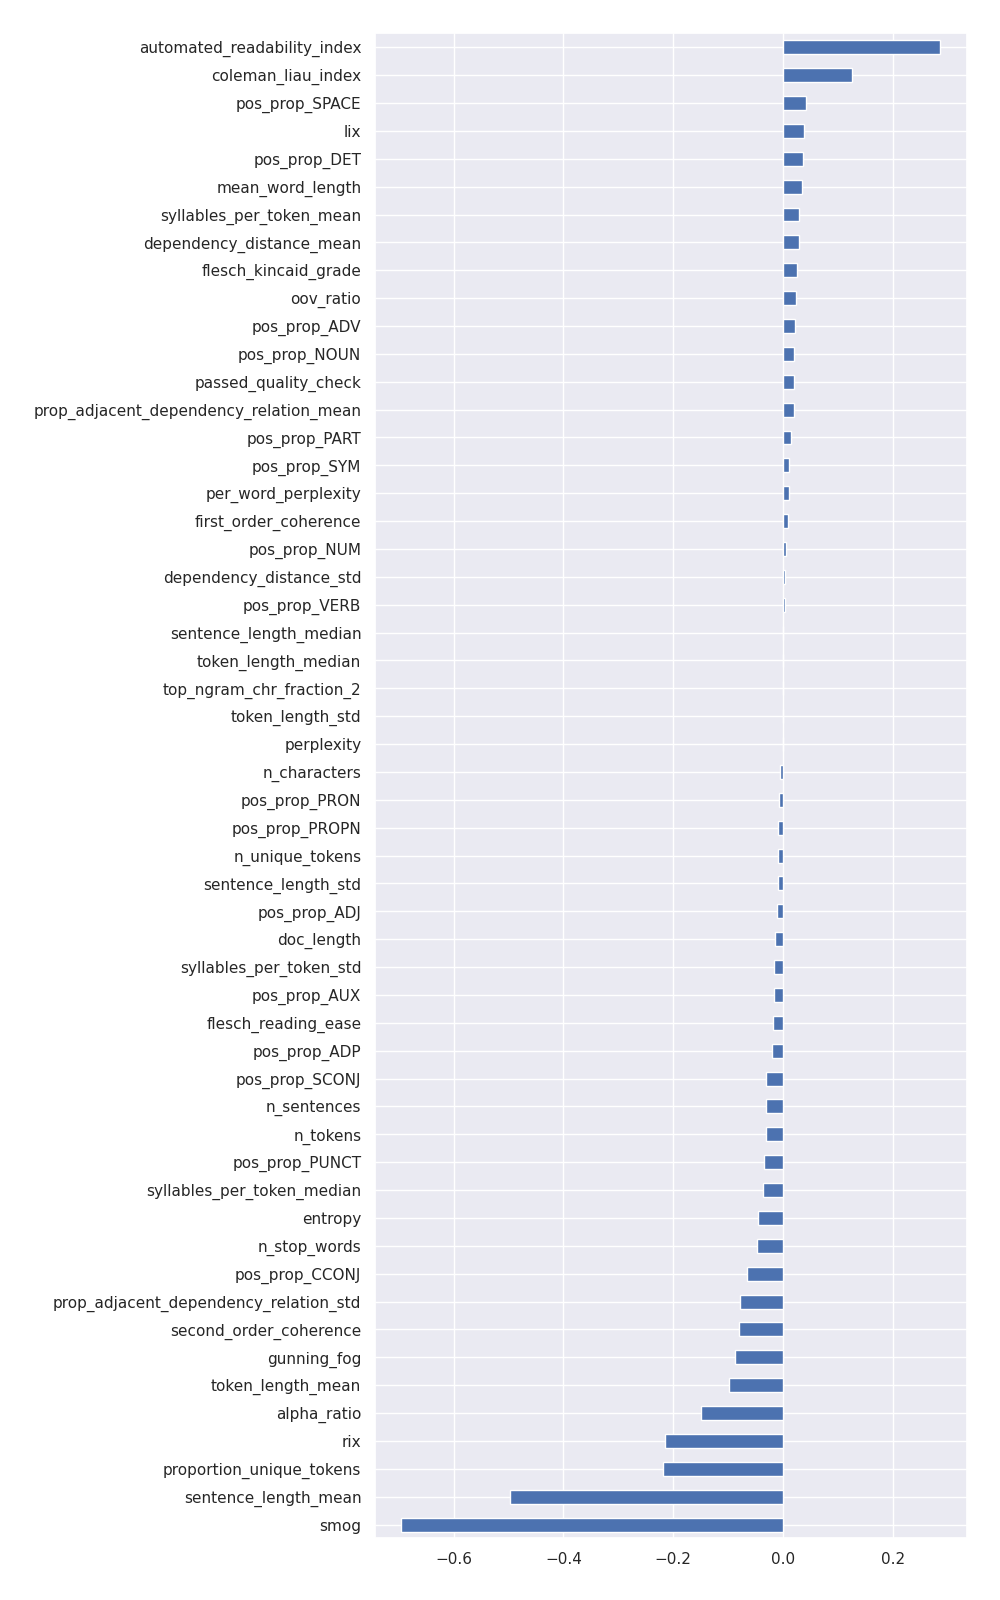 automated_readability_index
coleman_liau_index
pos_prop_SPACE
lix
pos_prop_DET
mean_word_length
syllables_per_token_mean
dependency_distance_mean
flesch_kincaid_grade
oov_ratio
pos_prop_ADV
pos_prop_NOUN
passed_quality_check
prop_adjacent_dependency_relation_mean
pos_prop_PART
pos_prop_SYM
per_word_perplexity
first_order_coherence
pos_prop_NUM
dependency_distance_std
pos_prop_VERB
sentence_length_median
token_length_median
top_ngram_chr_fraction_2
token_length_std
perplexity
n_characters
pos_prop_PRON
pos_prop_PROPN
n_unique_tokens
sentence_length_std
pos_prop_ADJ
doc_length
syllables_per_token_std
pos_prop_AUX
flesch_reading_ease
pos_prop_ADP
pos_prop_SCONJ
n_sentences
n_tokens
pos_prop_PUNCT
syllables_per_token_median
entropy
n_stop_words
pos_prop_CCONJ
prop_adjacent_dependency_relation_std
second_order_coherence
gunning_fog
token_length_mean
alpha_ratio
rix
proportion_unique_tokens
sentence_length_mean
smog
−0.6 −0.4 −0.2 0.0 0.2